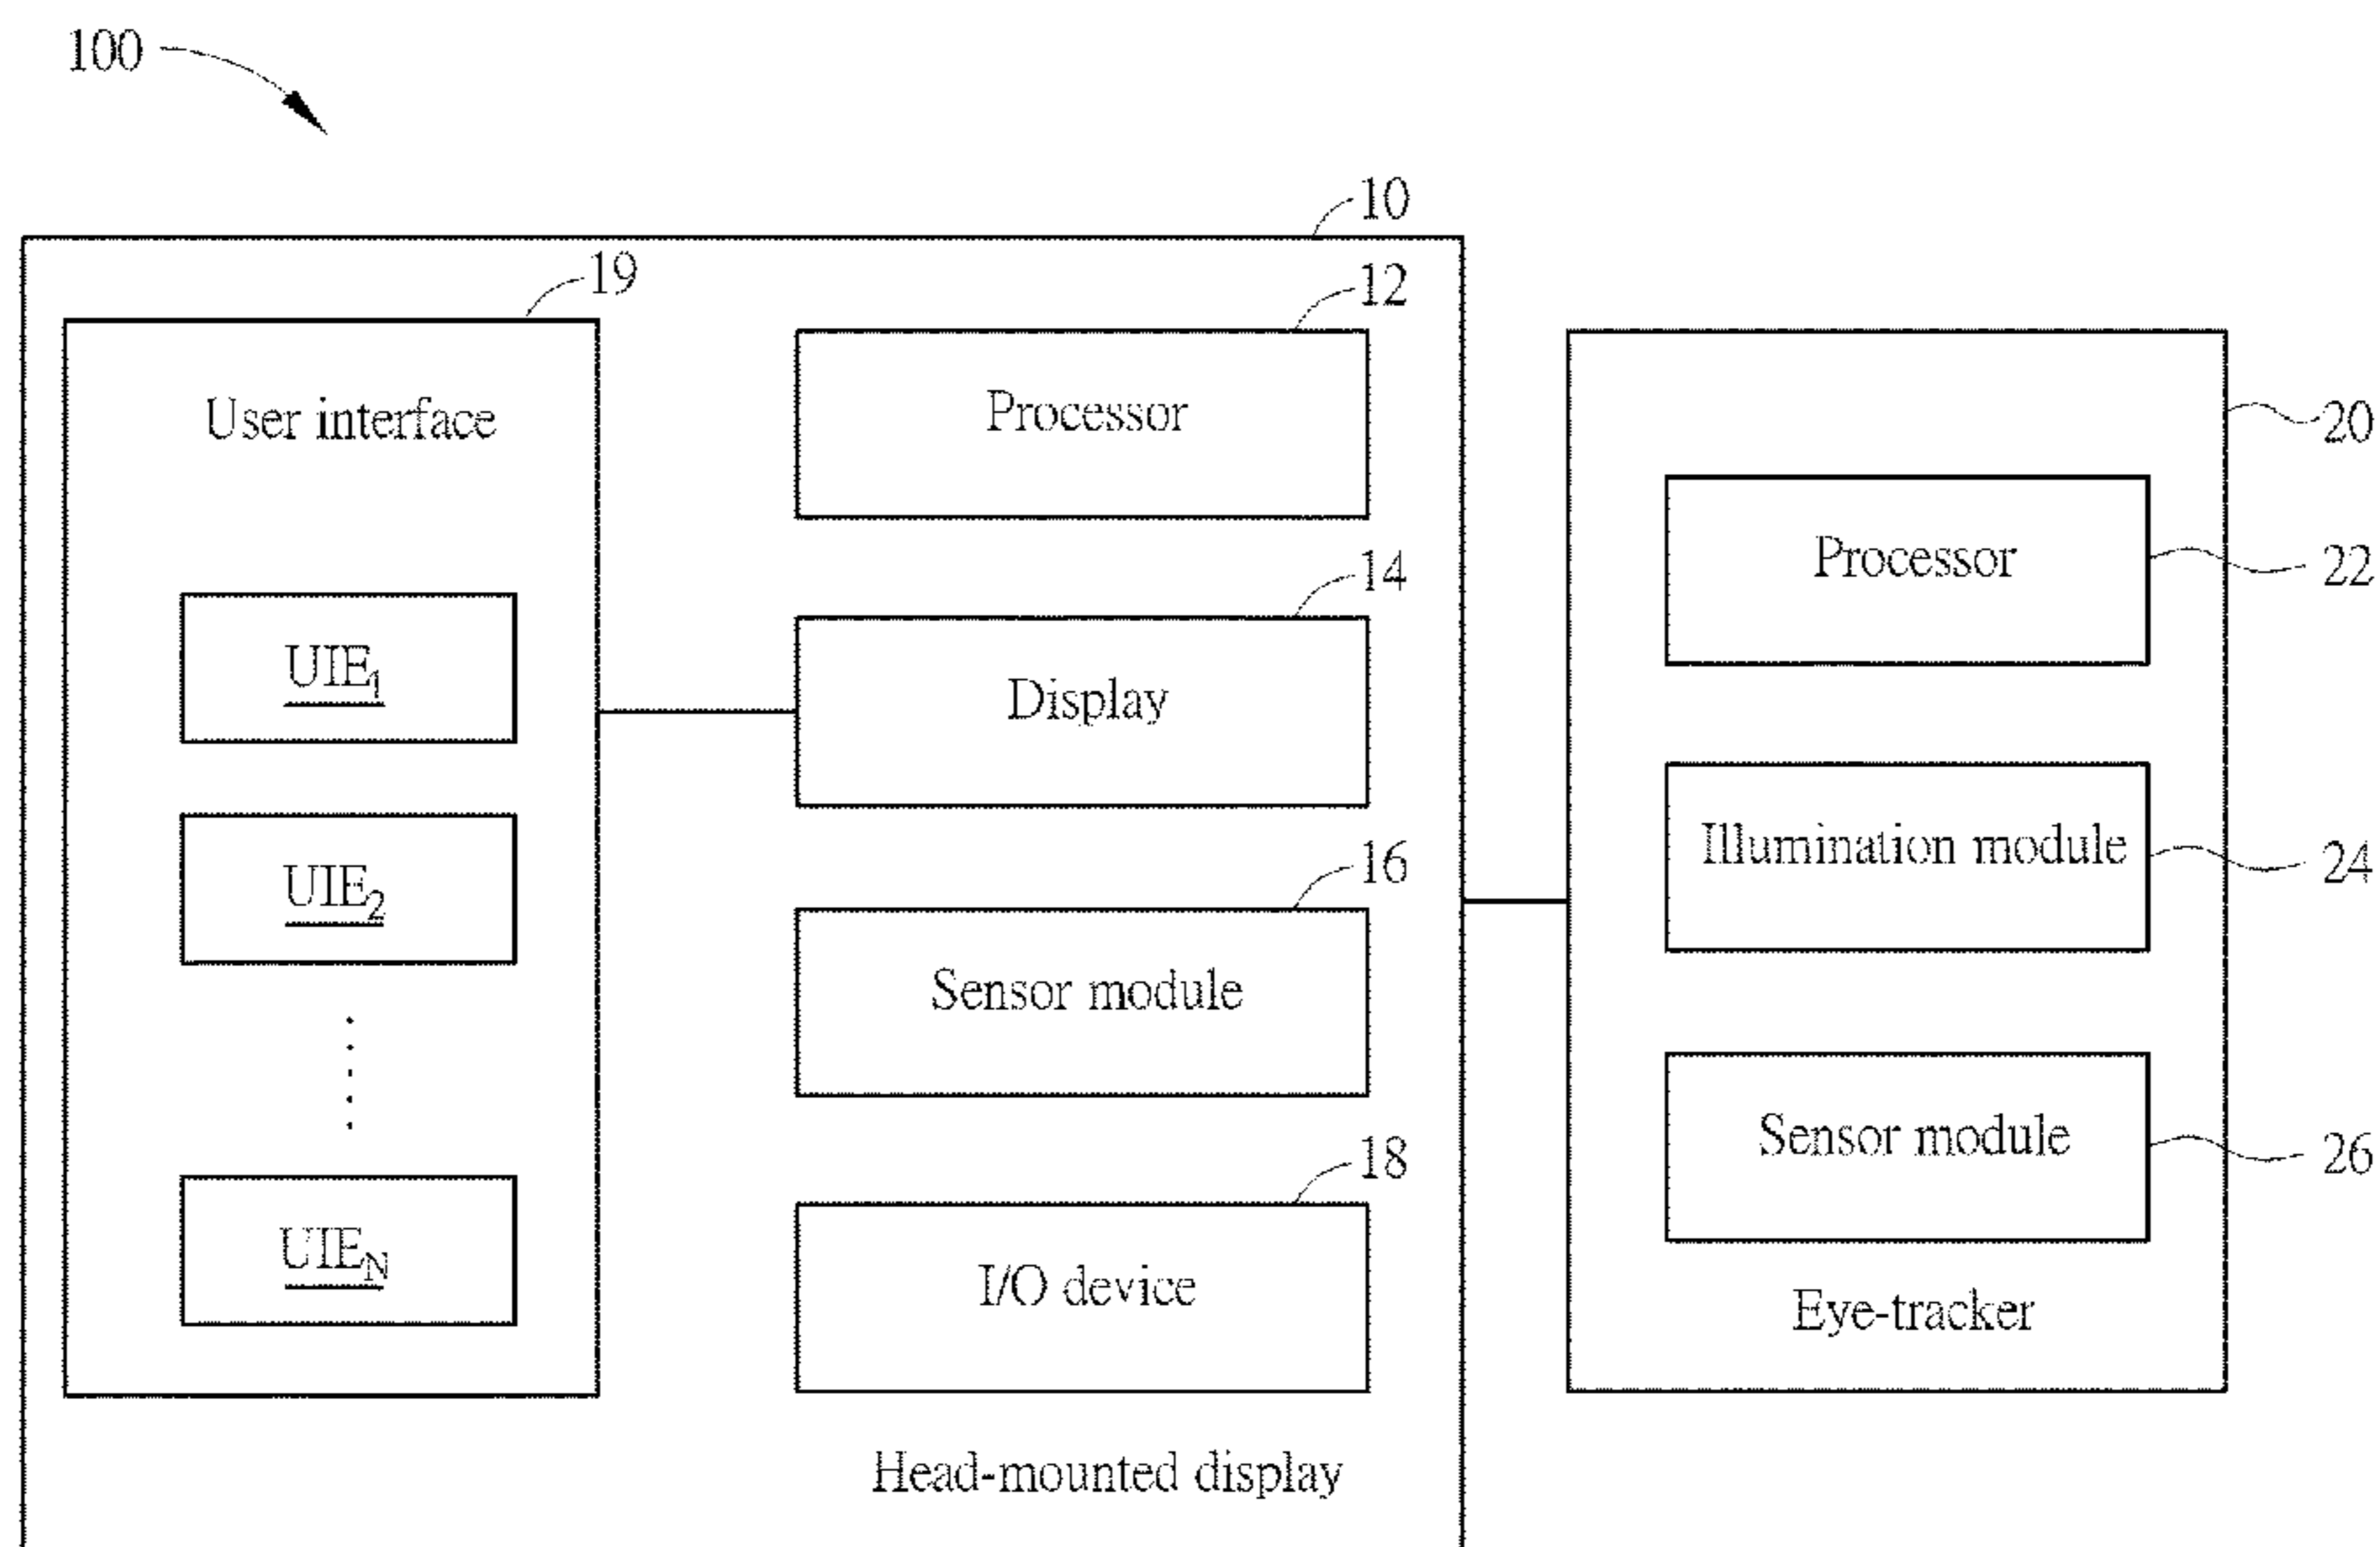 100
10
19
User interface
UIE1
UIE2
UIEN
12
Processor
14
Display
16
Sensor module
18
I/O device
Head-mounted display
20
Processor
22
Illumination module
24
Sensor module
26
Eye-tracker